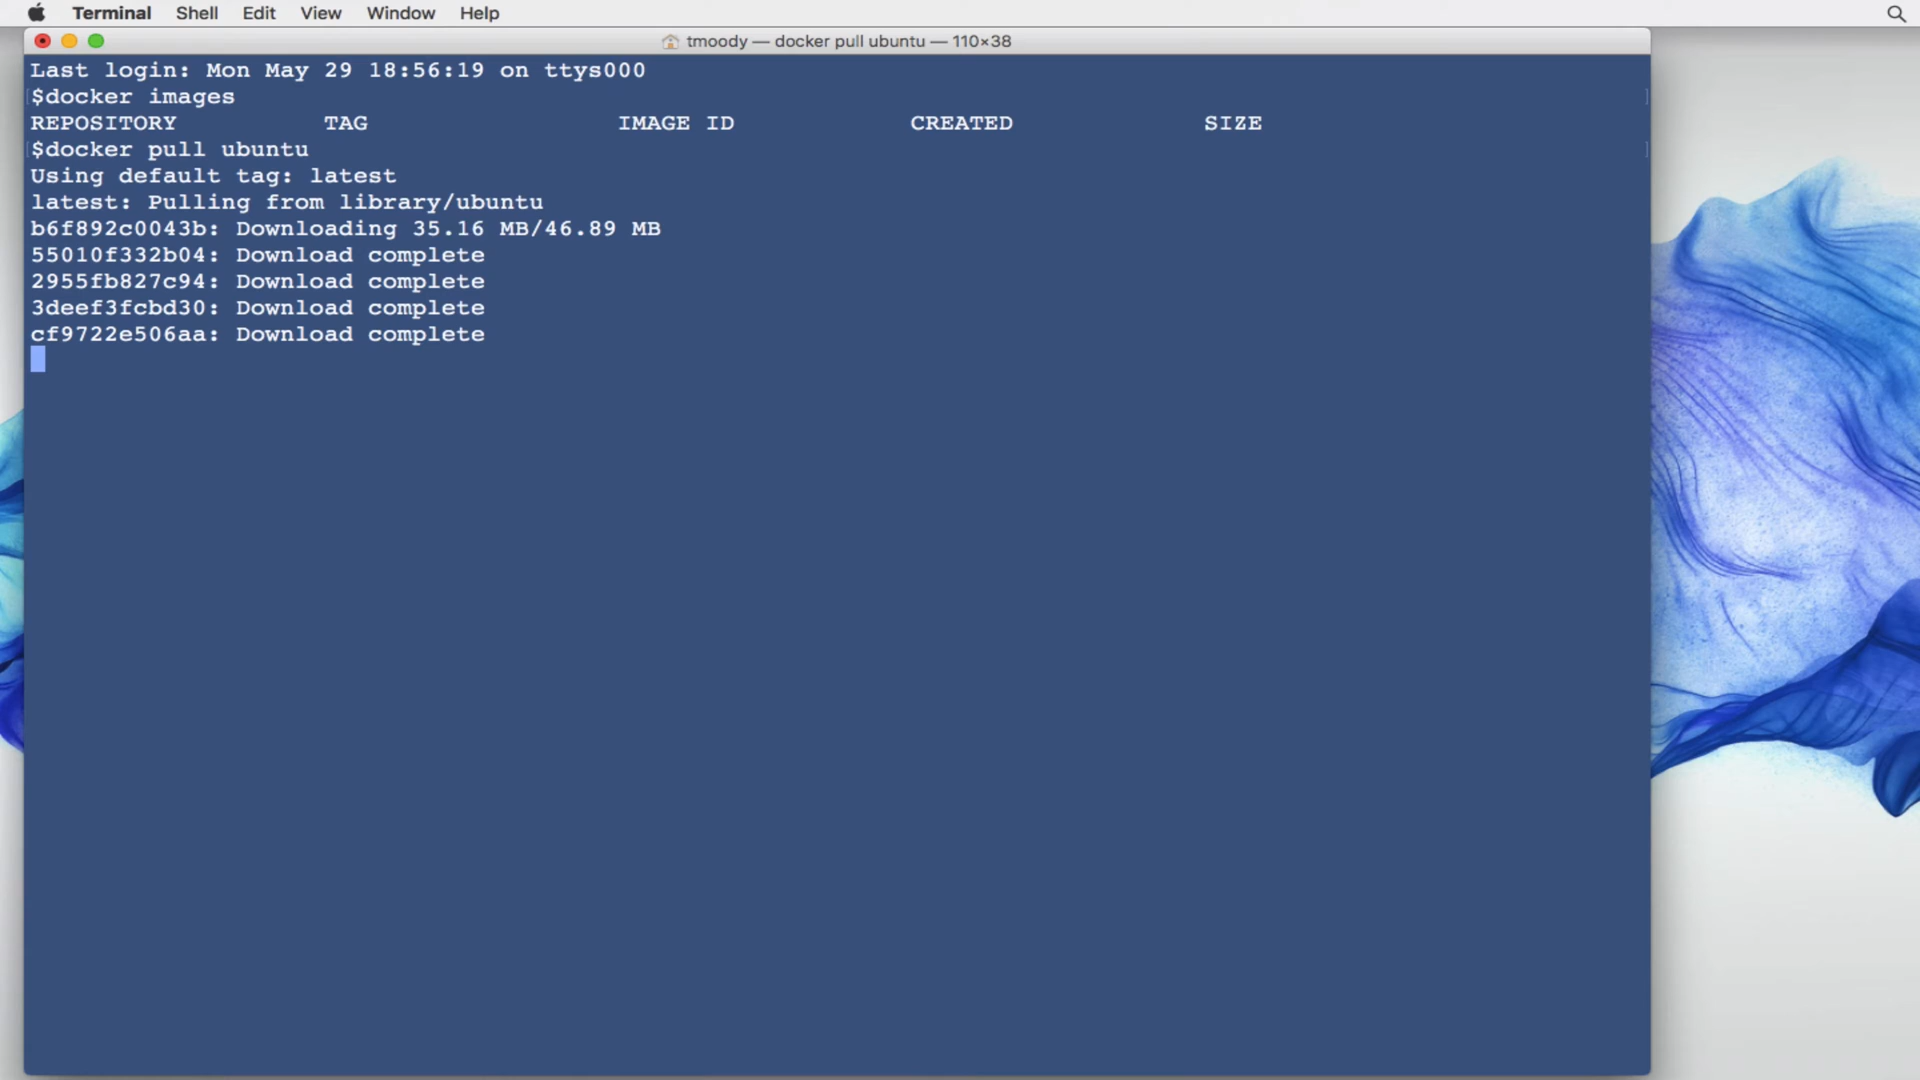 Terminal Shell Edit View Window Help
tmoody — docker pull ubuntu — 110×38
Last login: Mon May 29 18:56:19 on ttys000
$docker images
REPOSITORY TAG IMAGE ID CREATED SIZE
$docker pull ubuntu
Using default tag: latest
latest: Pulling from library/ubuntu
b6f892c0043b: Downloading 35.16 MB/46.89 MB
55010f332b04: Download complete
2955fb827c94: Download complete
3deef3fcbd30: Download complete
cf9722e506aa: Download complete